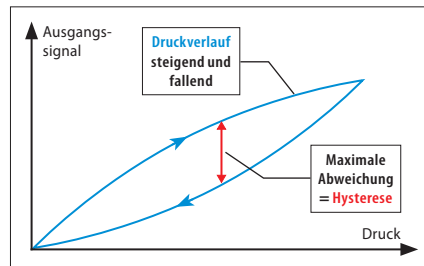 Ausgangs-
signal
Druckverlauf
steigend und
fallend
Maximale
Abweichung
= Hysterese
Druck